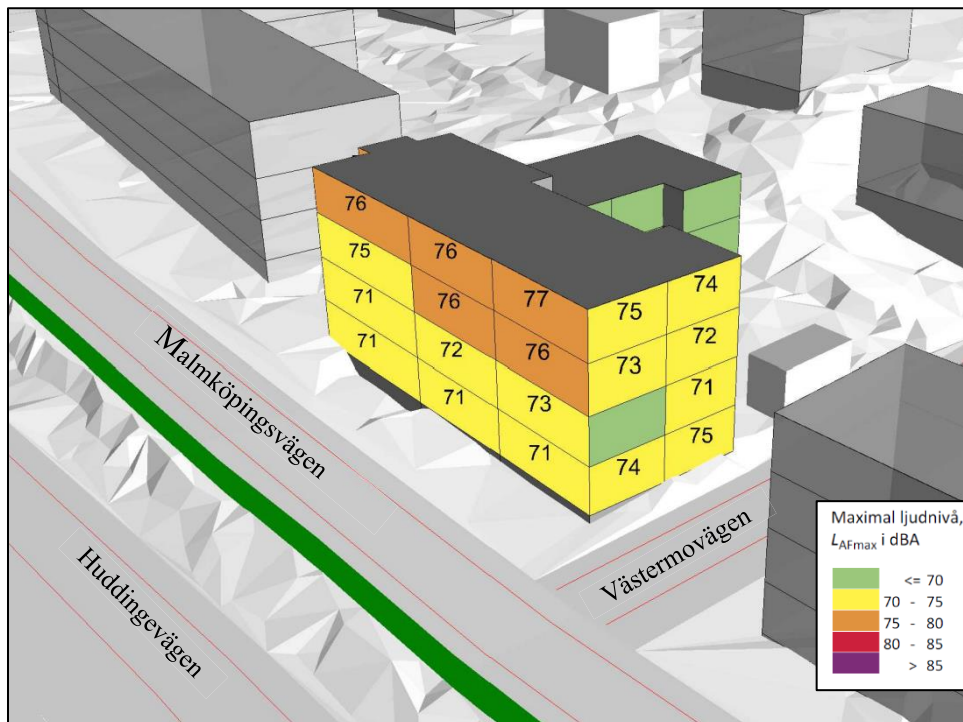 76
76
77
75
76
76
71
72
73
71
71
71
75
74
73
72
71
74
75
Malmköpingsvägen
Huddingevägen
Västermovägen
Maximal ljudnivå,
LAFmax i dBA
<= 70
70 - 75
75 - 80
80 - 85
> 85